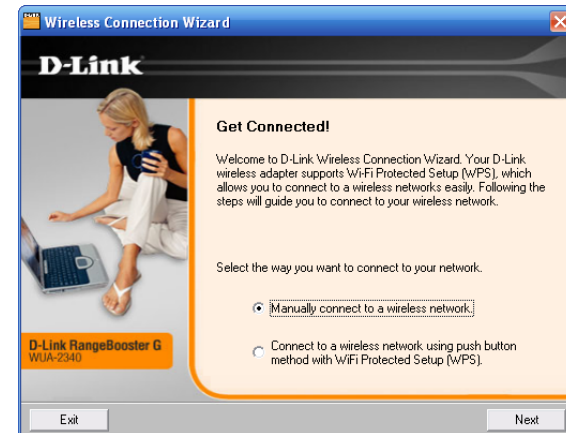 Wireless Connection Wizard
D-Link
Get Connected!
Welcome to D-Link Wireless Connection Wizard. Your D-Link
wireless adapter supports Wi-Fi Protected Setup (WPS), which
allows you to connect to a wireless networks easily. Following the
steps will guide you to connect to your wireless network.
Select the way you want to connect to your network.
Manually connect to a wireless network.
Connect to a wireless network using push button
method with WiFi Protected Setup (WPS).
D-Link RangeBooster G
WUA-2340
Exit
Next